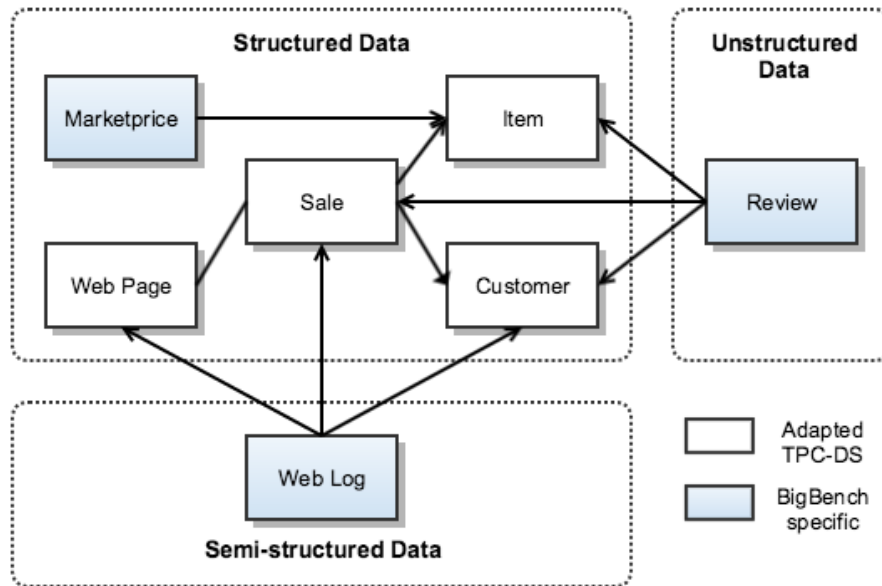 Structured Data
Unstructured
Data
Marketprice
Item
Sale
Review
Web Page
Customer
Web Log
Semi-structured Data
Adapted
TPC-DS
BigBench
specific